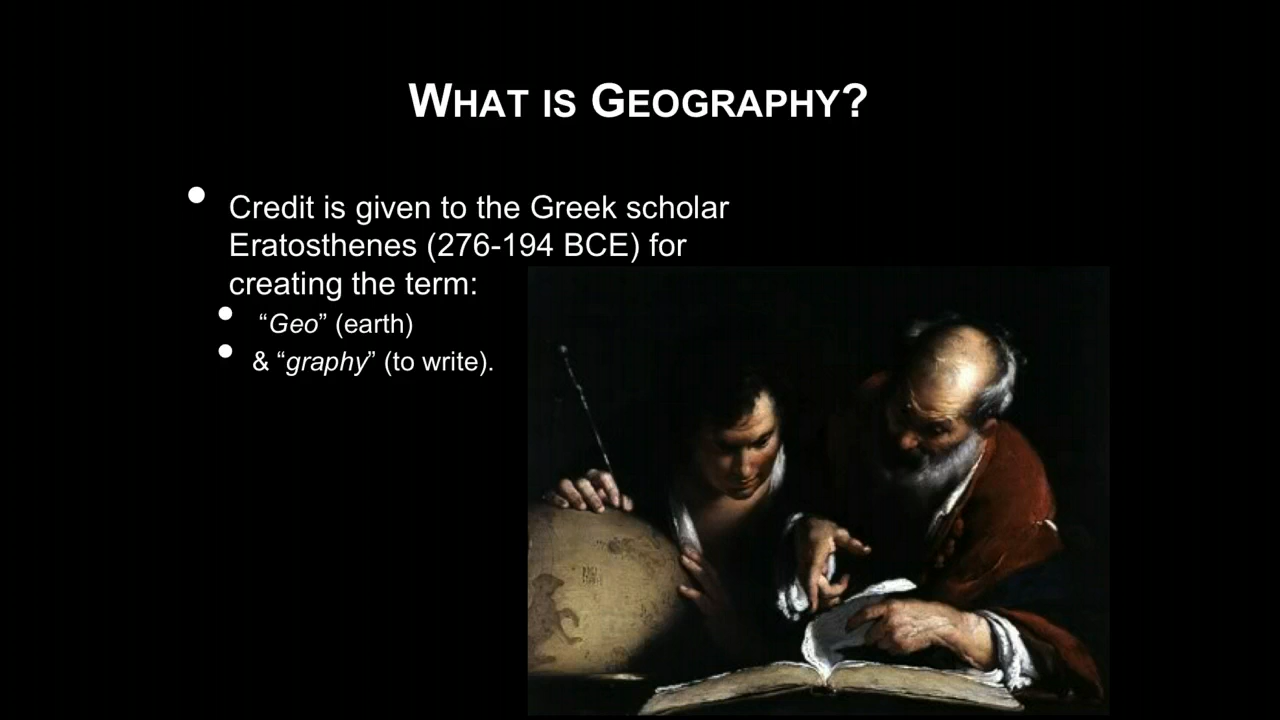 WHAT IS GEOGRAPHY?
• Credit is given to the Greek scholar
Eratosthenes (276-194 BCE) for
creating the term:
• “Geo” (earth)
• & “graphy” (to write).